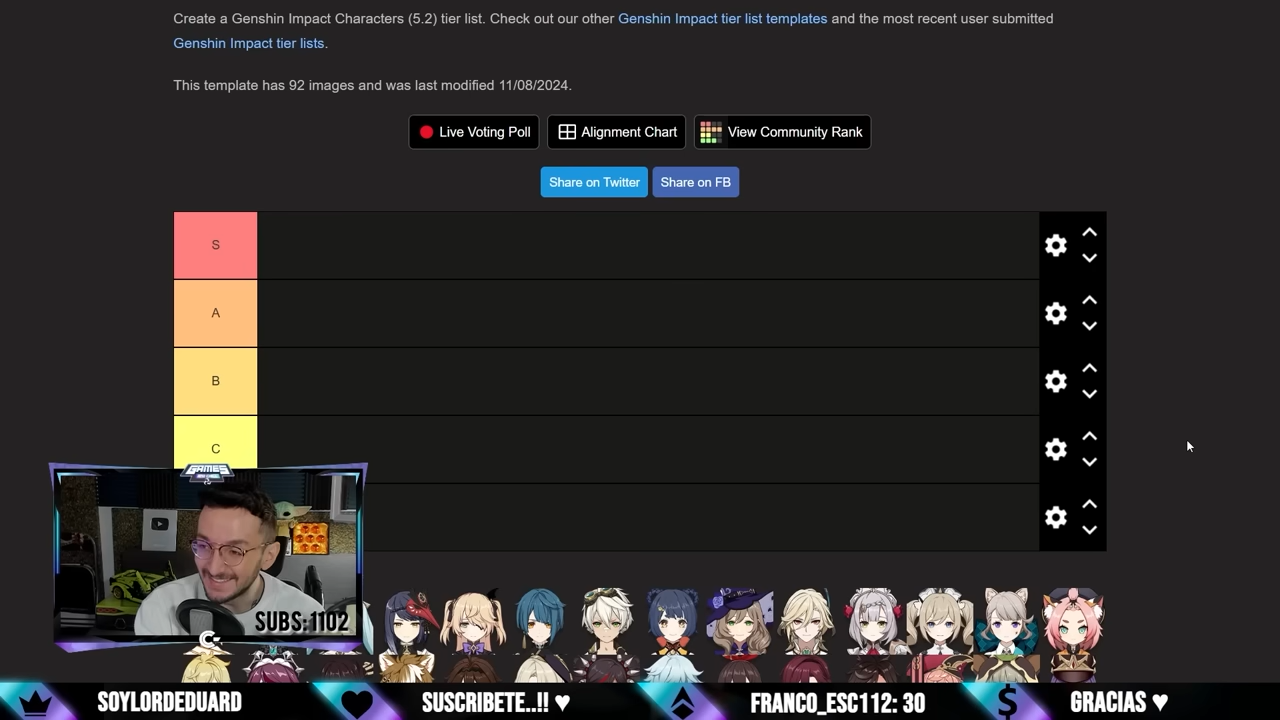 Create a Genshin Impact Characters (5.2) tier list. Check out our other Genshin Impact tier list templates and the most recent user submitted
Genshin Impact tier lists.
This template has 92 images and was last modified 11/08/2024.
Live Voting Poll
Alignment Chart
View Community Rank
Share on Twitter
Share on FB
S
A
B
C
GAMES
SUBS:1102
SOYLORDEDUARD
SUSCRIBETE..!! ♥
FRANCO_ESC112: 30
GRACIAS ♥